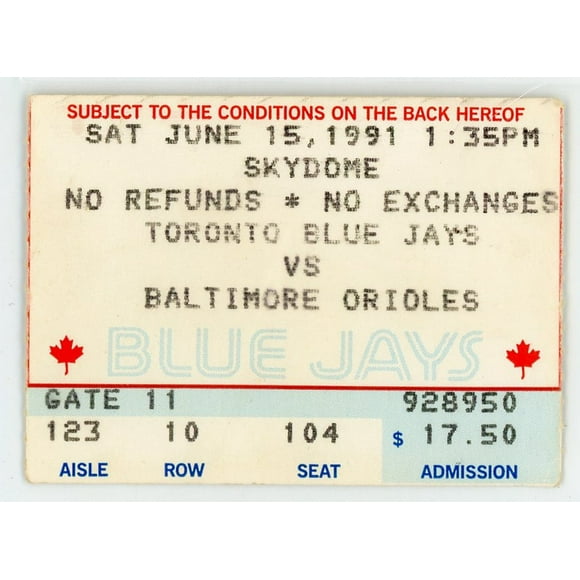 SUBJECT TO THE CONDITIONS ON THE BACK HEREOF
SAT JUNE 15,1991 1:35PM
SKYDOME
NO REFUNDS * NO EXCHANGES
TORONTO BLUE JAYS
VS
BALTIMORE ORIOLES
BLUE JAYS
GATE 11 928950
123 10 104 $ 17.50
AISLE ROW SEAT ADMISSION